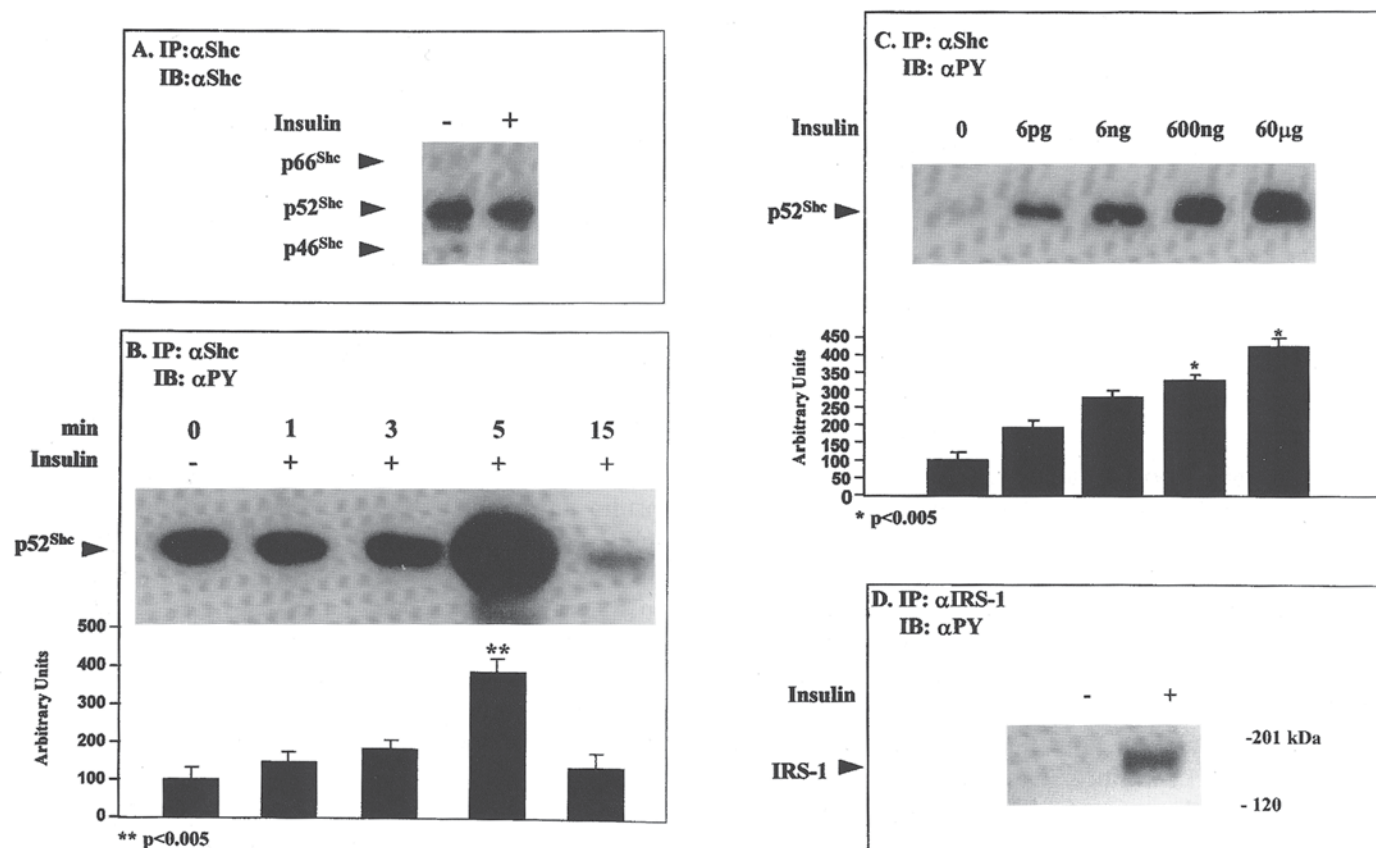 A. IP:αShc
IB:αShc
Insulin - +
p66Shc
p52Shc
p46Shc
B. IP: αShc
IB: αPY
min 0 1 3 5 15
Insulin - + + + +
p52Shc
Arbitrary Units
500
400
300
200
100
0
**
** p<0.005
C. IP: αShc
IB: αPY
Insulin 0 6pg 6ng 600ng 60μg
p52Shc
Arbitrary Units
450
400
350
300
250
200
150
100
50
0
* *
* p<0.005
D. IP: αIRS-1
IB: αPY
Insulin - +
-201 kDa
IRS-1
- 120